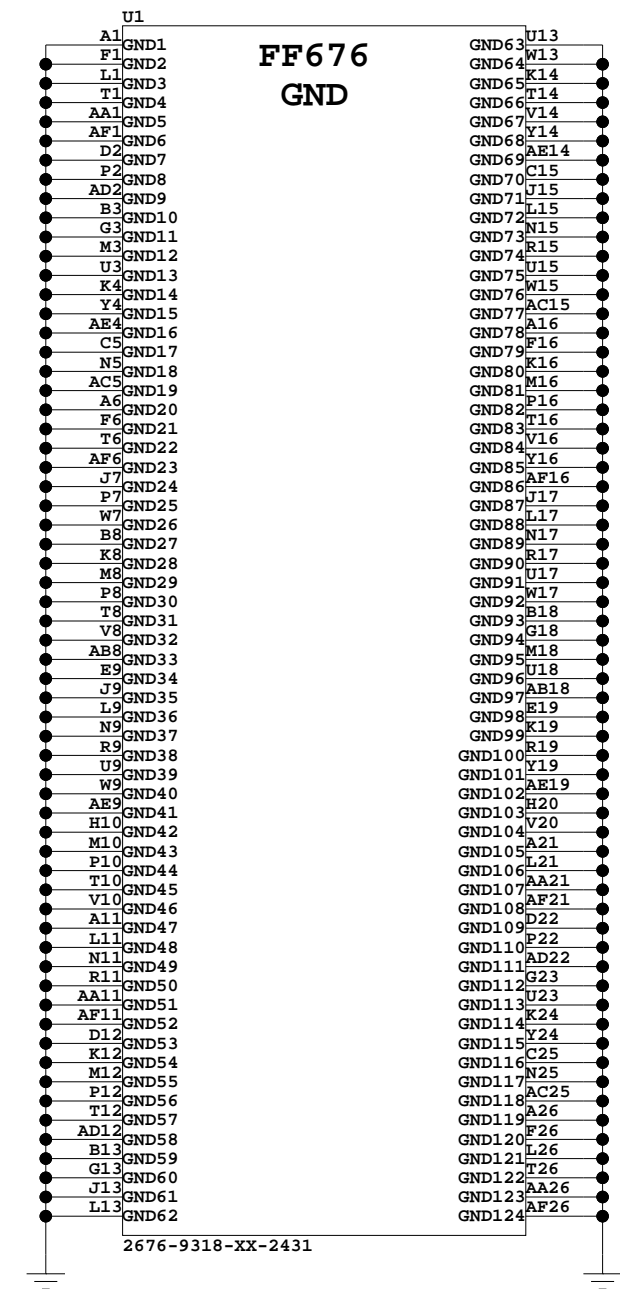 U1
FF676
GND
A1 GND1 GND63 U13
F1 GND2 GND64 W13
L1 GND3 GND65 K14
T1 GND4 GND66 T14
AA1 GND5 GND67 V14
AF1 GND6 GND68 Y14
D2 GND7 GND69 AE14
P2 GND8 GND70 C15
AD2 GND9 GND71 J15
B3 GND10 GND72 L15
G3 GND11 GND73 N15
M3 GND12 GND74 R15
U3 GND13 GND75 U15
K4 GND14 GND76 W15
Y4 GND15 GND77 AC15
AE4 GND16 GND78 A16
C5 GND17 GND79 F16
N5 GND18 GND80 K16
AC5 GND19 GND81 M16
A6 GND20 GND82 P16
F6 GND21 GND83 T16
T6 GND22 GND84 V16
AF6 GND23 GND85 Y16
J7 GND24 GND86 AF16
P7 GND25 GND87 J17
W7 GND26 GND88 L17
B8 GND27 GND89 N17
K8 GND28 GND90 R17
M8 GND29 GND91 U17
P8 GND30 GND92 W17
T8 GND31 GND93 B18
V8 GND32 GND94 G18
AB8 GND33 GND95 M18
E9 GND34 GND96 U18
J9 GND35 GND97 AB18
L9 GND36 GND98 E19
N9 GND37 GND99 K19
R9 GND38 GND100 R19
U9 GND39 GND101 Y19
W9 GND40 GND102 AE19
AE9 GND41 GND103 H20
H10 GND42 GND104 V20
M10 GND43 GND105 A21
P10 GND44 GND106 L21
T10 GND45 GND107 AA21
V10 GND46 GND108 AF21
A11 GND47 GND109 D22
L11 GND48 GND110 P22
N11 GND49 GND111 AD22
R11 GND50 GND112 G23
AA11 GND51 GND113 U23
AF11 GND52 GND114 K24
D12 GND53 GND115 Y24
K12 GND54 GND116 C25
M12 GND55 GND117 N25
P12 GND56 GND118 AC25
T12 GND57 GND119 A26
AD12 GND58 GND120 F26
B13 GND59 GND121 L26
G13 GND60 GND122 T26
J13 GND61 GND123 AA26
L13 GND62 GND124 AF26
2676-9318-XX-2431